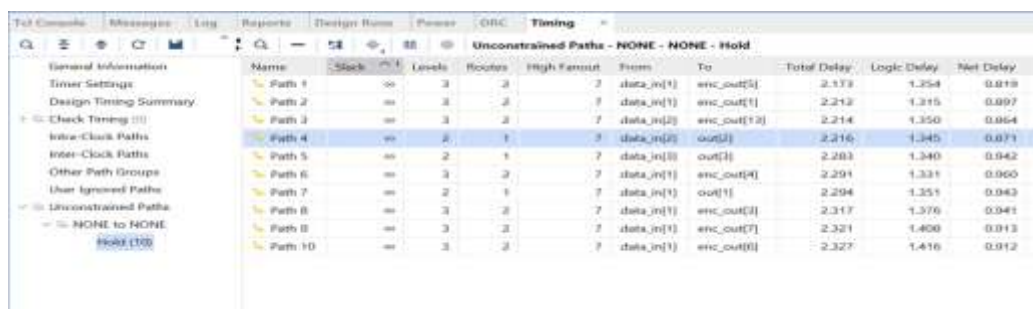 Tcl Console Messages Log Reports Design Runs Power DRC Timing
Unconstrained Paths - NONE - NONE - Hold
General Information
Timer Settings
Design Timing Summary
Check Timing
Intra-Clock Paths
Inter-Clock Paths
Other Path Groups
User Ignored Paths
Unconstrained Paths
NONE to NONE
Hold (10)
Name Slack ^1 Levels Routes High Fanout From To Total Delay Logic Delay Net Delay
Path 1 ∞ 3 2 7 data_in[1] enc_out[5] 2.173 1.354 0.819
Path 2 ∞ 3 2 7 data_in[1] enc_out[1] 2.212 1.315 0.897
Path 3 ∞ 3 2 7 data_in[2] enc_out[12] 2.214 1.350 0.864
Path 4 ∞ 2 1 7 data_in[2] out[2] 2.216 1.345 0.871
Path 5 ∞ 2 1 7 data_in[3] out[3] 2.283 1.340 0.942
Path 6 ∞ 3 2 7 data_in[1] enc_out[4] 2.291 1.331 0.960
Path 7 ∞ 2 1 7 data_in[1] out[1] 2.294 1.351 0.943
Path 8 ∞ 3 2 7 data_in[1] enc_out[3] 2.317 1.376 0.941
Path 9 ∞ 3 2 7 data_in[1] enc_out[7] 2.321 1.408 0.913
Path 10 ∞ 3 2 7 data_in[1] enc_out[6] 2.327 1.416 0.912